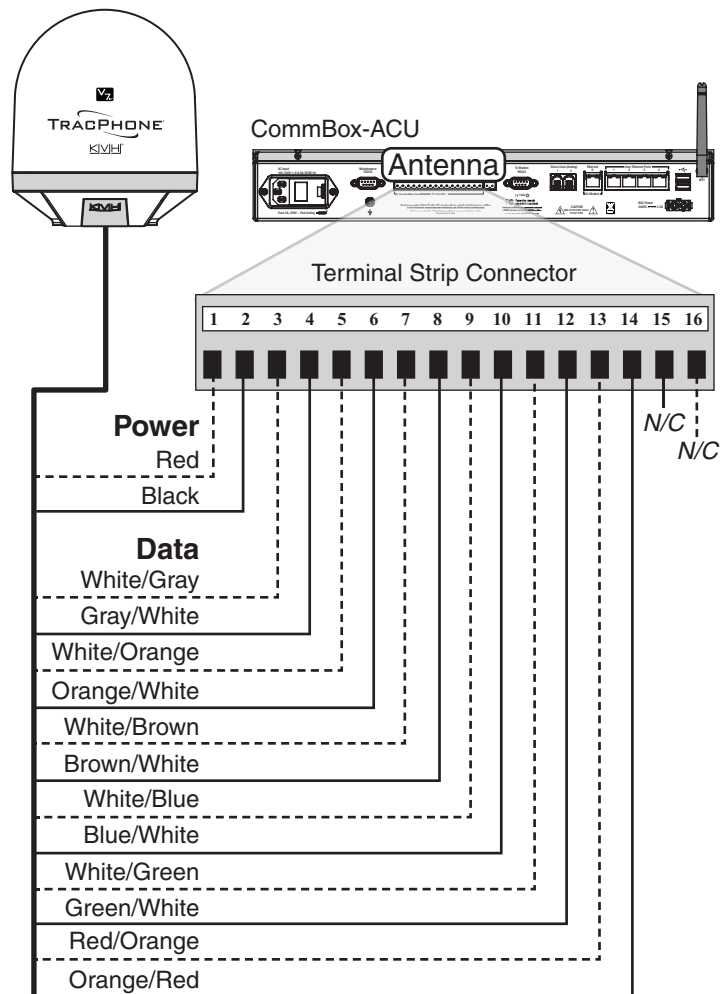 V7
TRACPHONE
KVH
KVH
CommBox-ACU
Antenna
Terminal Strip Connector
1 2 3 4 5 6 7 8 9 10 11 12 13 14 15 16
N/C
N/C
Power
Red
Black
Data
White/Gray
Gray/White
White/Orange
Orange/White
White/Brown
Brown/White
White/Blue
Blue/White
White/Green
Green/White
Red/Orange
Orange/Red